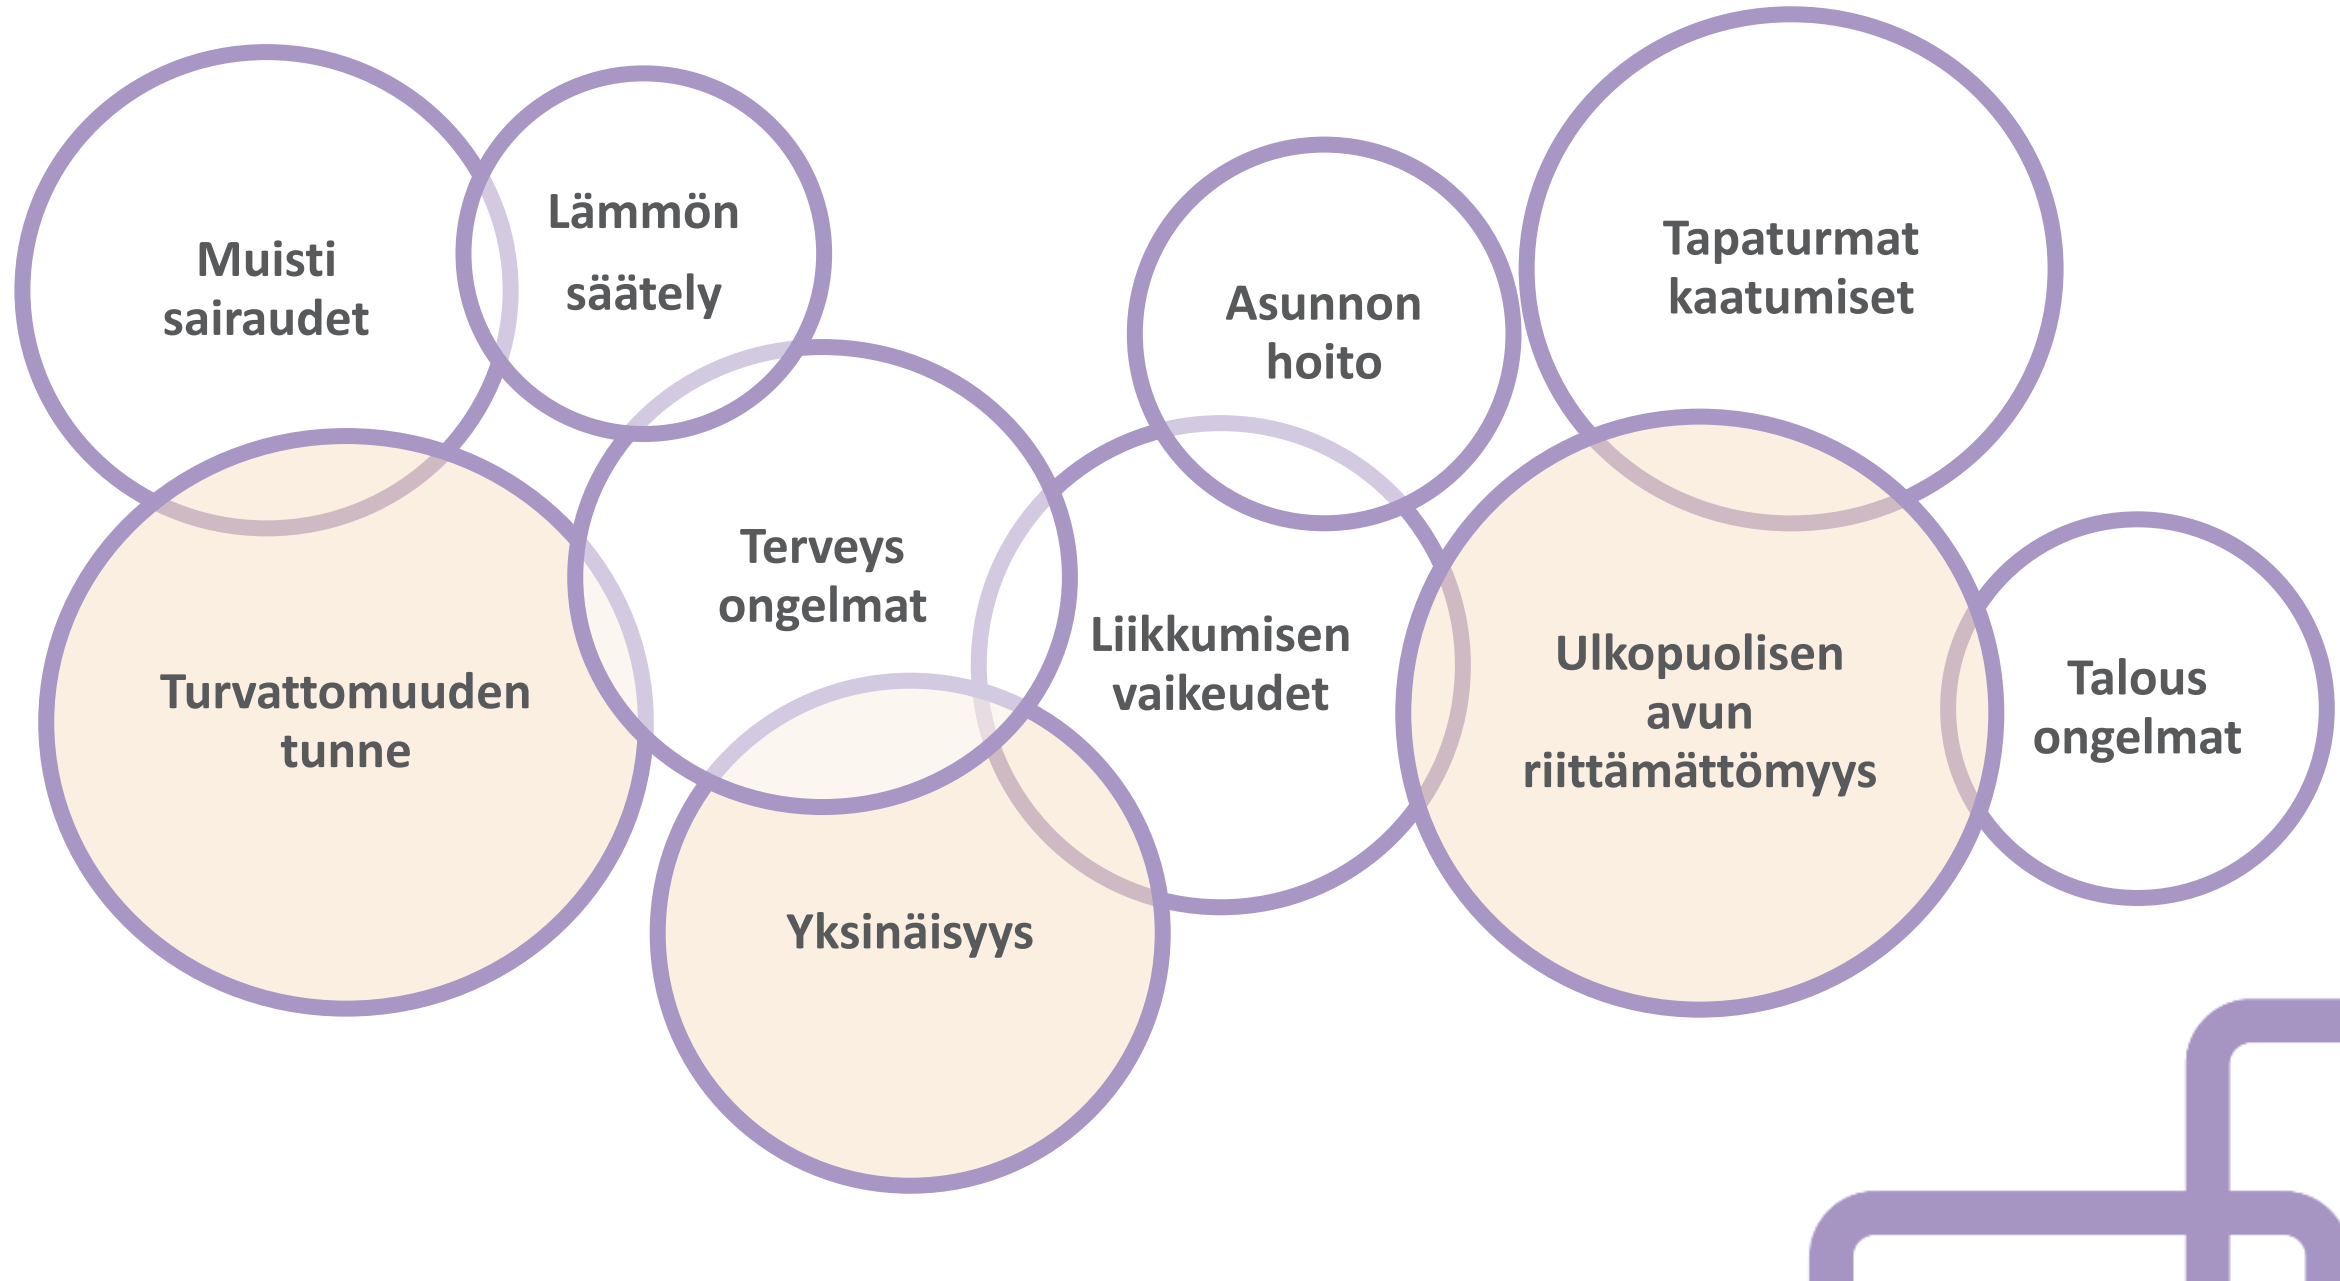 Muisti
sairaudet
Lämmön
säätely
Asunnon
hoito
Tapaturmat
kaatumiset
Turvattomuuden
tunne
Terveys
ongelmat
Liikkumisen
vaikeudet
Ulkopuolisen
avun
riittämättömyys
Talous
ongelmat
Yksinäisyys